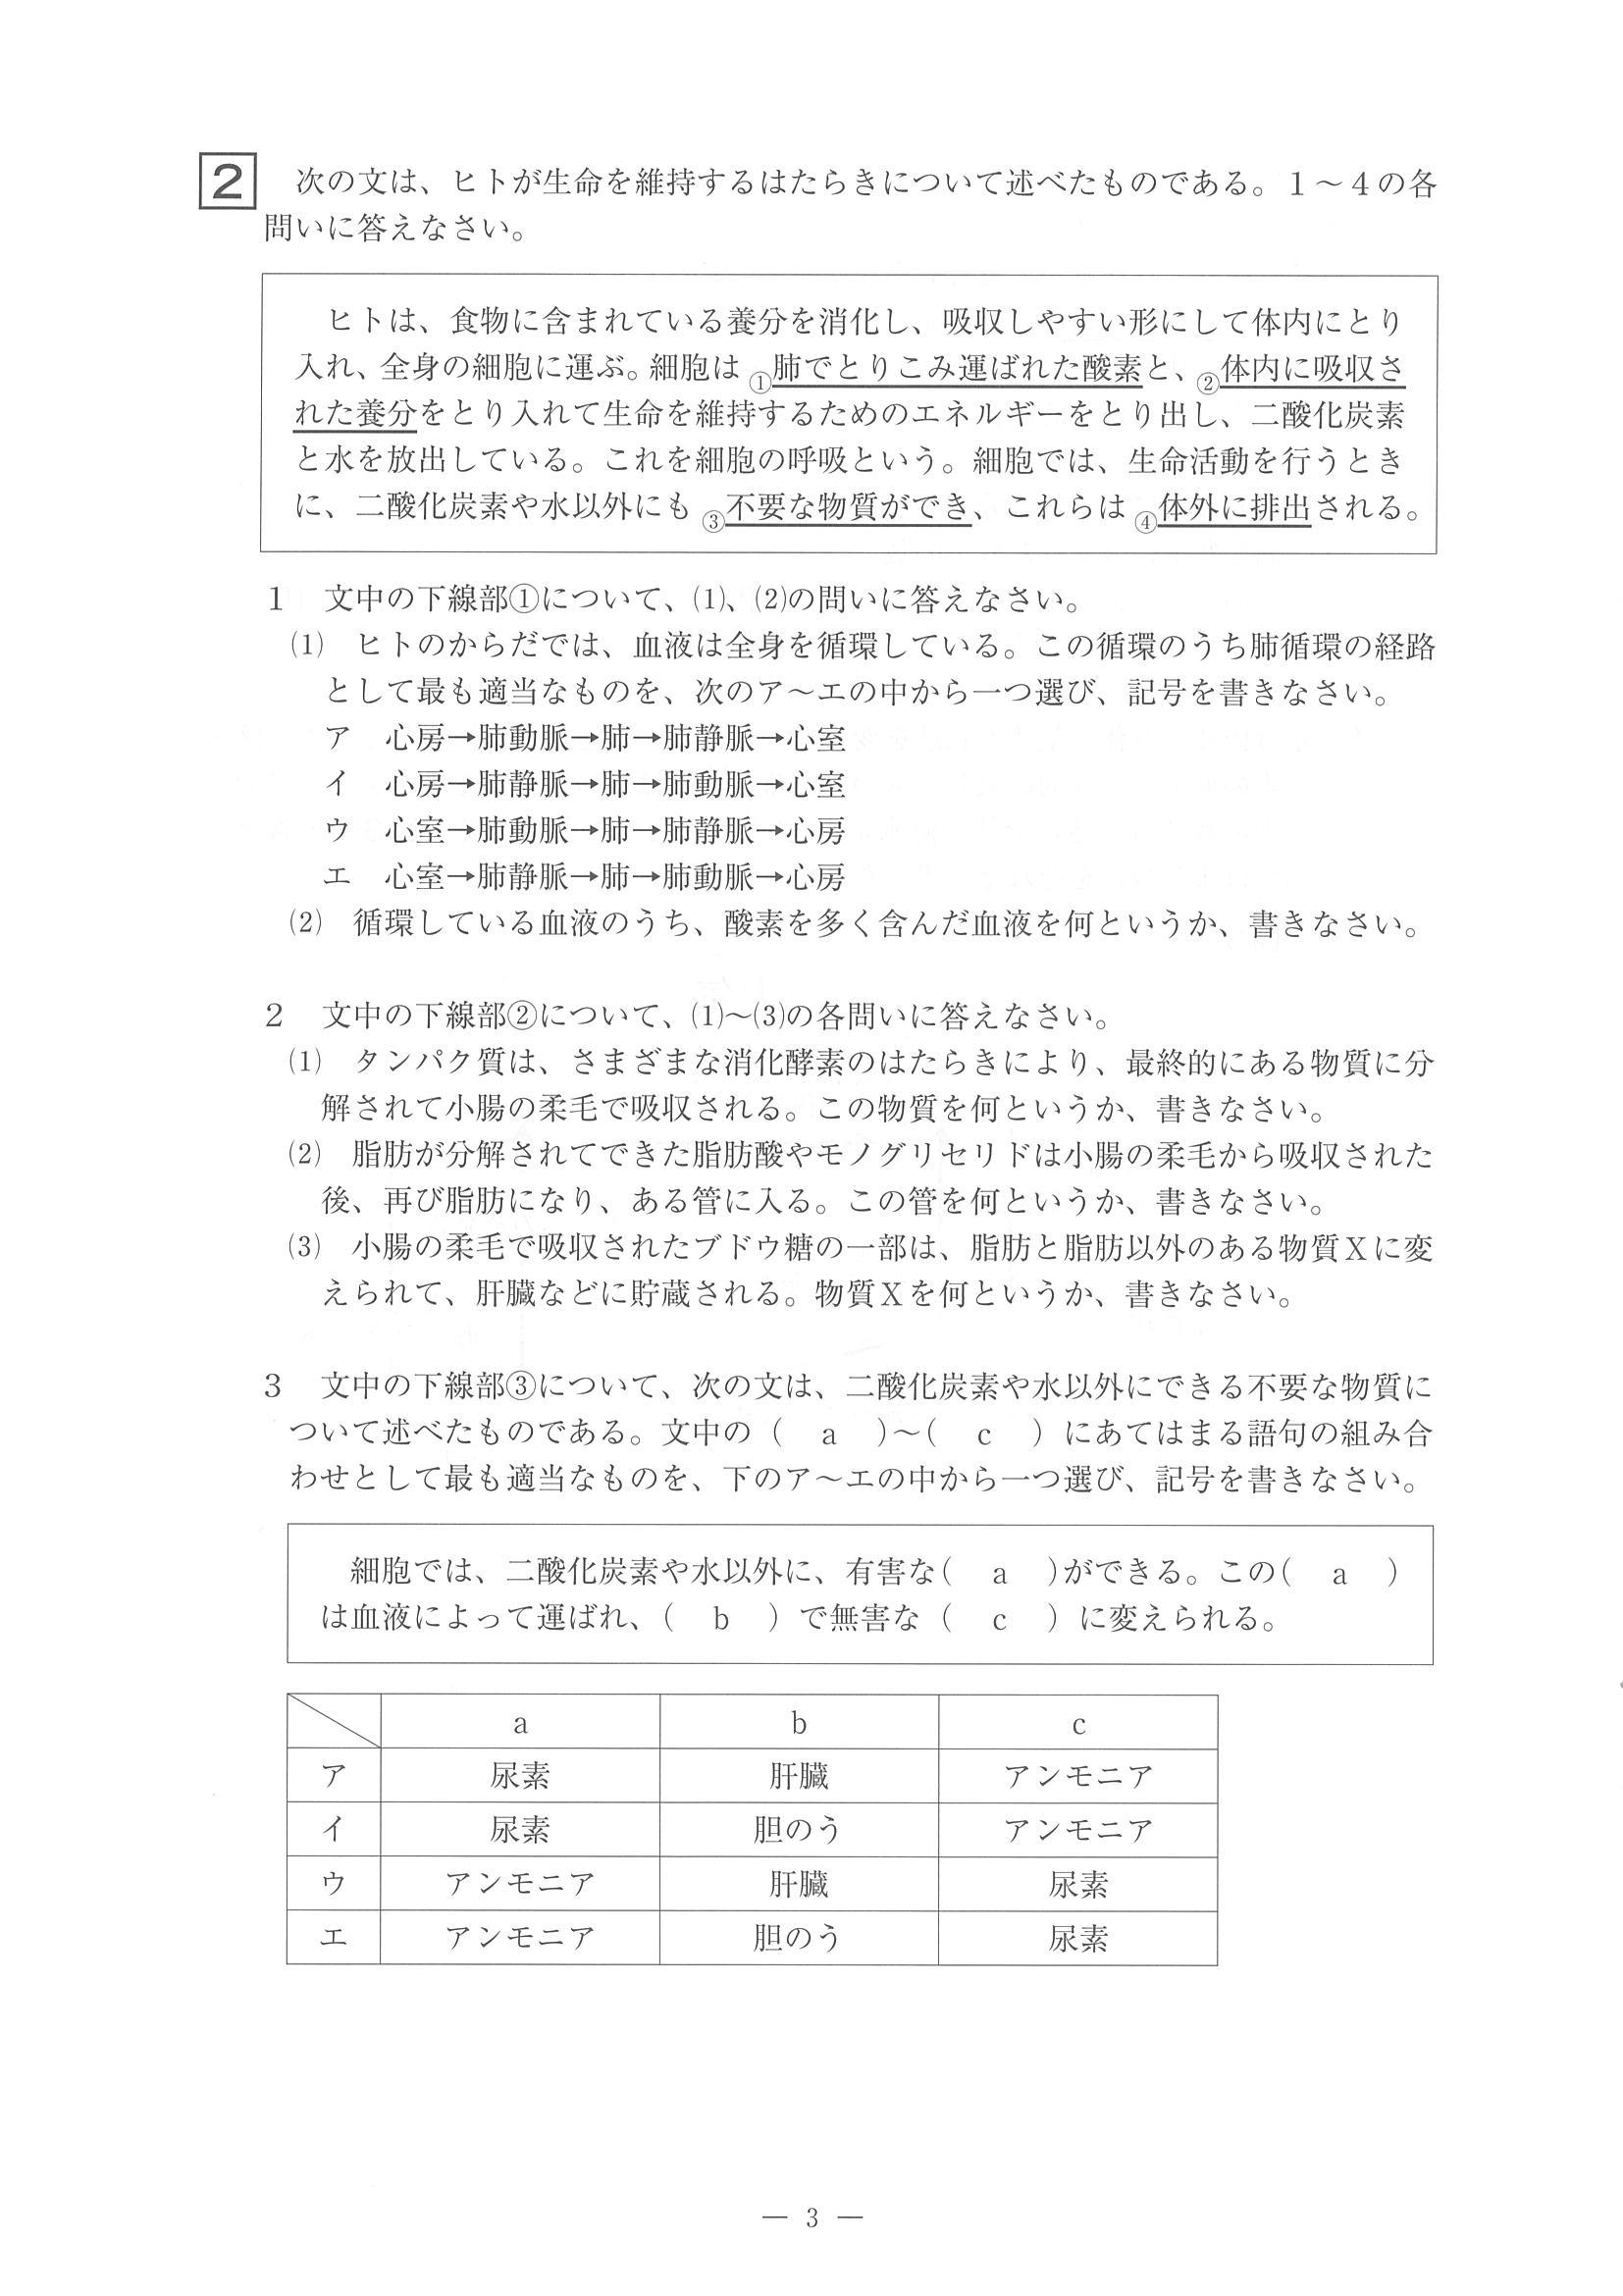 2 次の文は、ヒトが生命を維持するはたらきについて述べたものである。１～４の各
問いに答えなさい。
ヒトは、食物に含まれている養分を消化し、吸収しやすい形にして体内にとり
入れ、全身の細胞に運ぶ。細胞は①肺でとりこみ運ばれた酸素と、②体内に吸収さ
れた養分をとり入れて生命を維持するためのエネルギーをとり出し、二酸化炭素
と水を放出している。これを細胞の呼吸という。細胞では、生命活動を行うとき
に、二酸化炭素や水以外にも③不要な物質ができ、これらは④体外に排出される。
１ 文中の下線部①について、⑴、⑵の問いに答えなさい。
⑴ ヒトのからだでは、血液は全身を循環している。この循環のうち肺循環の経路
として最も適当なものを、次のア～エの中から一つ選び、記号を書きなさい。
ア 心房→肺動脈→肺→肺静脈→心室
イ 心房→肺静脈→肺→肺動脈→心室
ウ 心室→肺動脈→肺→肺静脈→心房
エ 心室→肺静脈→肺→肺動脈→心房
⑵ 循環している血液のうち、酸素を多く含んだ血液を何というか、書きなさい。
２ 文中の下線部②について、⑴～⑶の各問いに答えなさい。
⑴ タンパク質は、さまざまな消化酵素のはたらきにより、最終的にある物質に分
解されて小腸の柔毛で吸収される。この物質を何というか、書きなさい。
⑵ 脂肪が分解されてできた脂肪酸やモノグリセリドは小腸の柔毛から吸収された
後、再び脂肪になり、ある管に入る。この管を何というか、書きなさい。
⑶ 小腸の柔毛で吸収されたブドウ糖の一部は、脂肪と脂肪以外のある物質Ｘに変
えられて、肝臓などに貯蔵される。物質Ｘを何というか、書きなさい。
３ 文中の下線部③について、次の文は、二酸化炭素や水以外にできる不要な物質に
ついて述べたものである。文中の（ a ）～（ c ）にあてはまる語句の組み合
わせとして最も適当なものを、下のア～エの中から一つ選び、記号を書きなさい。
細胞では、二酸化炭素や水以外に、有害な（ a ）ができる。この（ a ）
は血液によって運ばれ、（ b ）で無害な（ c ）に変えられる。
a b c
ア 尿素 肝臓 アンモニア
イ 尿素 胆のう アンモニア
ウ アンモニア 肝臓 尿素
エ アンモニア 胆のう 尿素
— 3 —